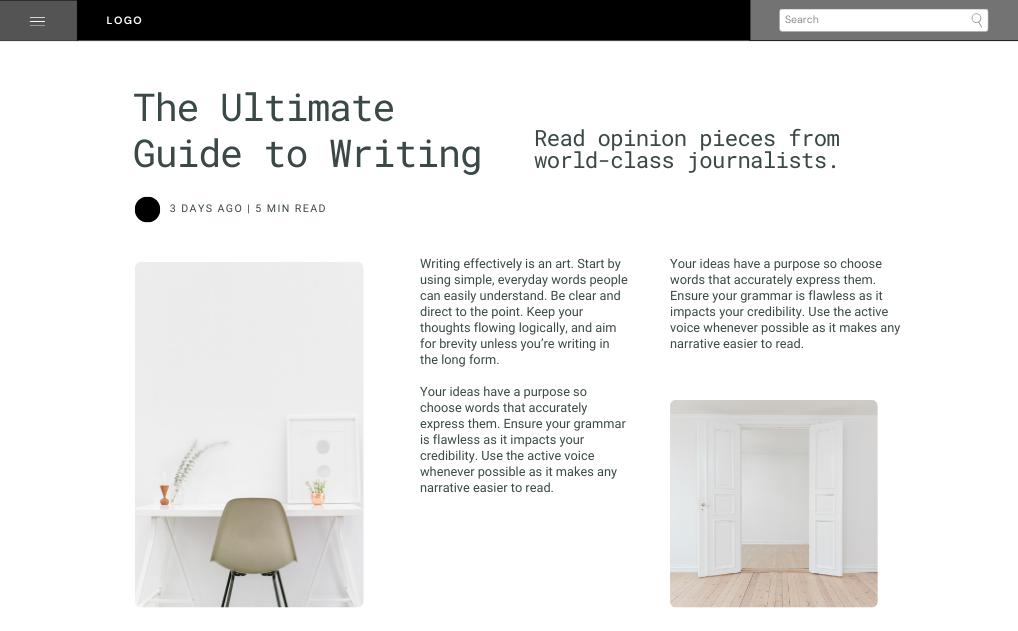 LOGO
Search
The Ultimate
Guide to Writing
Read opinion pieces from
world-class journalists.
3 DAYS AGO | 5 MIN READ
Writing effectively is an art. Start by
using simple, everyday words people
can easily understand. Be clear and
direct to the point. Keep your
thoughts flowing logically, and aim
for brevity unless you’re writing in
the long form.
Your ideas have a purpose so
choose words that accurately
express them. Ensure your grammar
is flawless as it impacts your
credibility. Use the active voice
whenever possible as it makes any
narrative easier to read.
Your ideas have a purpose so choose
words that accurately express them.
Ensure your grammar is flawless as it
impacts your credibility. Use the active
voice whenever possible as it makes any
narrative easier to read.